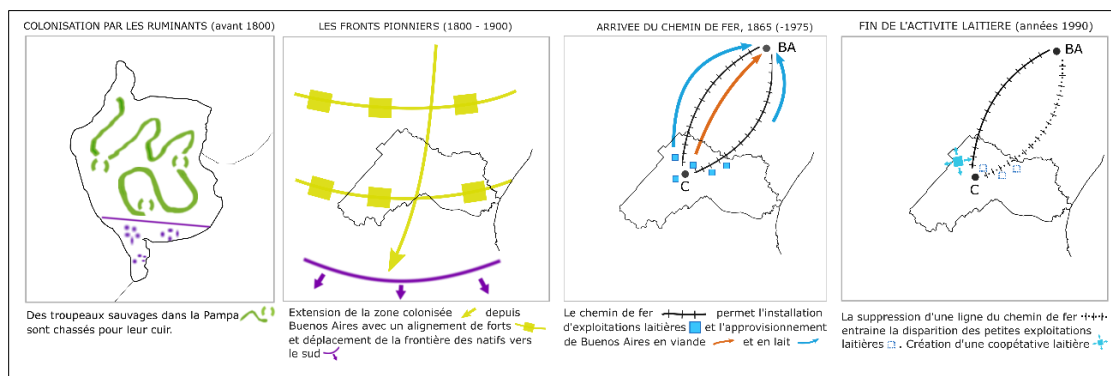 COLONISATION PAR LES RUMINANTS (avant 1800)
Des troupeaux sauvages dans la Pampa
sont chassés pour leur cuir.
LES FRONTS PIONNIERS (1800 - 1900)
Extension de la zone colonisée depuis
Buenos Aires avec un alignement de forts
et déplacement de la frontière des natifs vers
le sud
ARRIVEE DU CHEMIN DE FER, 1865 (-1975)
BA
C
Le chemin de fer permet l'installation
d'exploitations laitières et l'approvisionnement
de Buenos Aires en viande et en lait
FIN DE L'ACTIVITE LAITIERE (années 1990)
BA
C
La suppression d'une ligne du chemin de fer
entraine la disparition des petites exploitations
laitières . Création d'une coopétative laitière